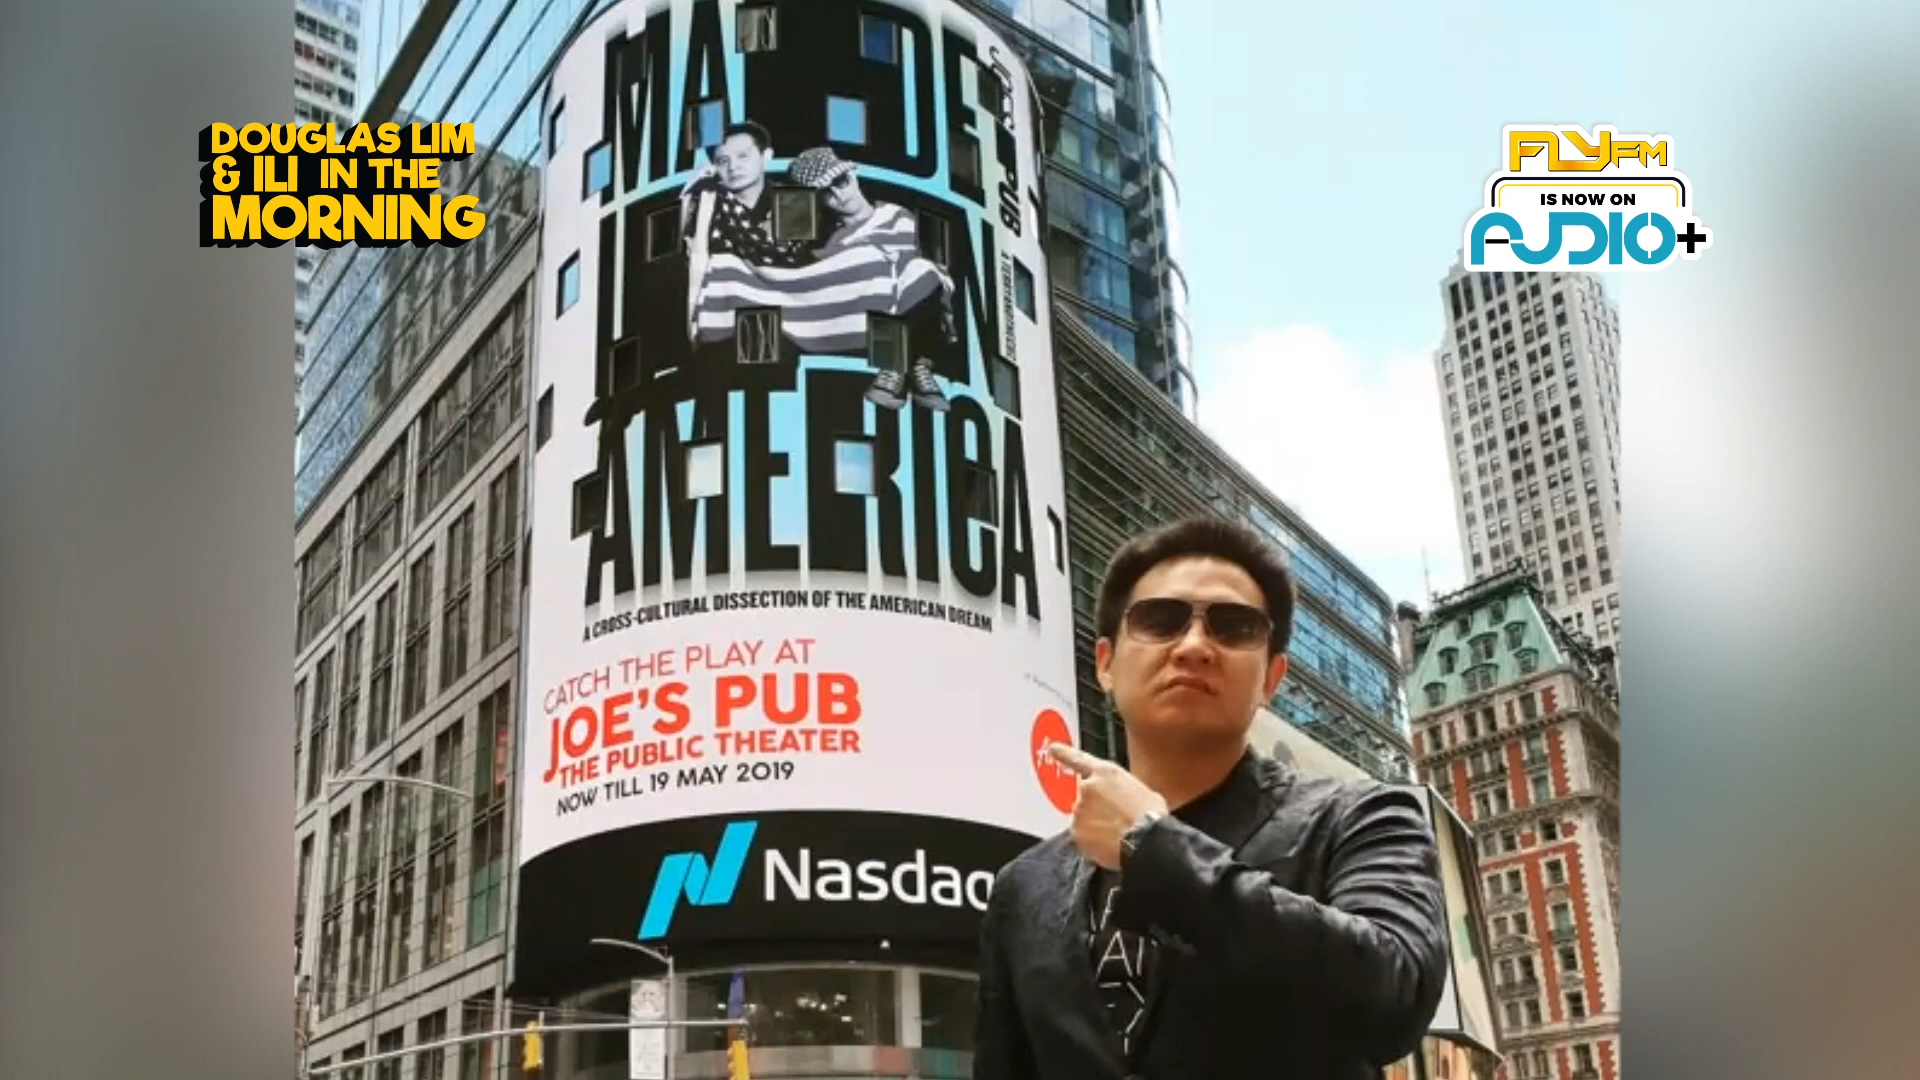 DOUGLAS LIM
& ILI IN THE
MORNING
FLYFM
IS NOW ON
AUDIO+
MADE
IN
AMERICA
A CROSS-CULTURAL DISSECTION OF THE AMERICAN DREAM
CATCH THE PLAY AT
JOE'S PUB
THE PUBLIC THEATER
NOW TILL 19 MAY 2019
Nasdaq